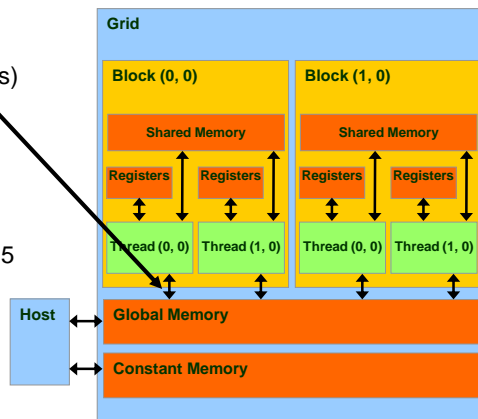 Grid
s)
Block (0, 0) Block (1, 0)
Shared Memory Shared Memory
Registers Registers Registers Registers
Thread (0, 0) Thread (1, 0) Thread (0, 0) Thread (1, 0)
5
Host Global Memory
Constant Memory